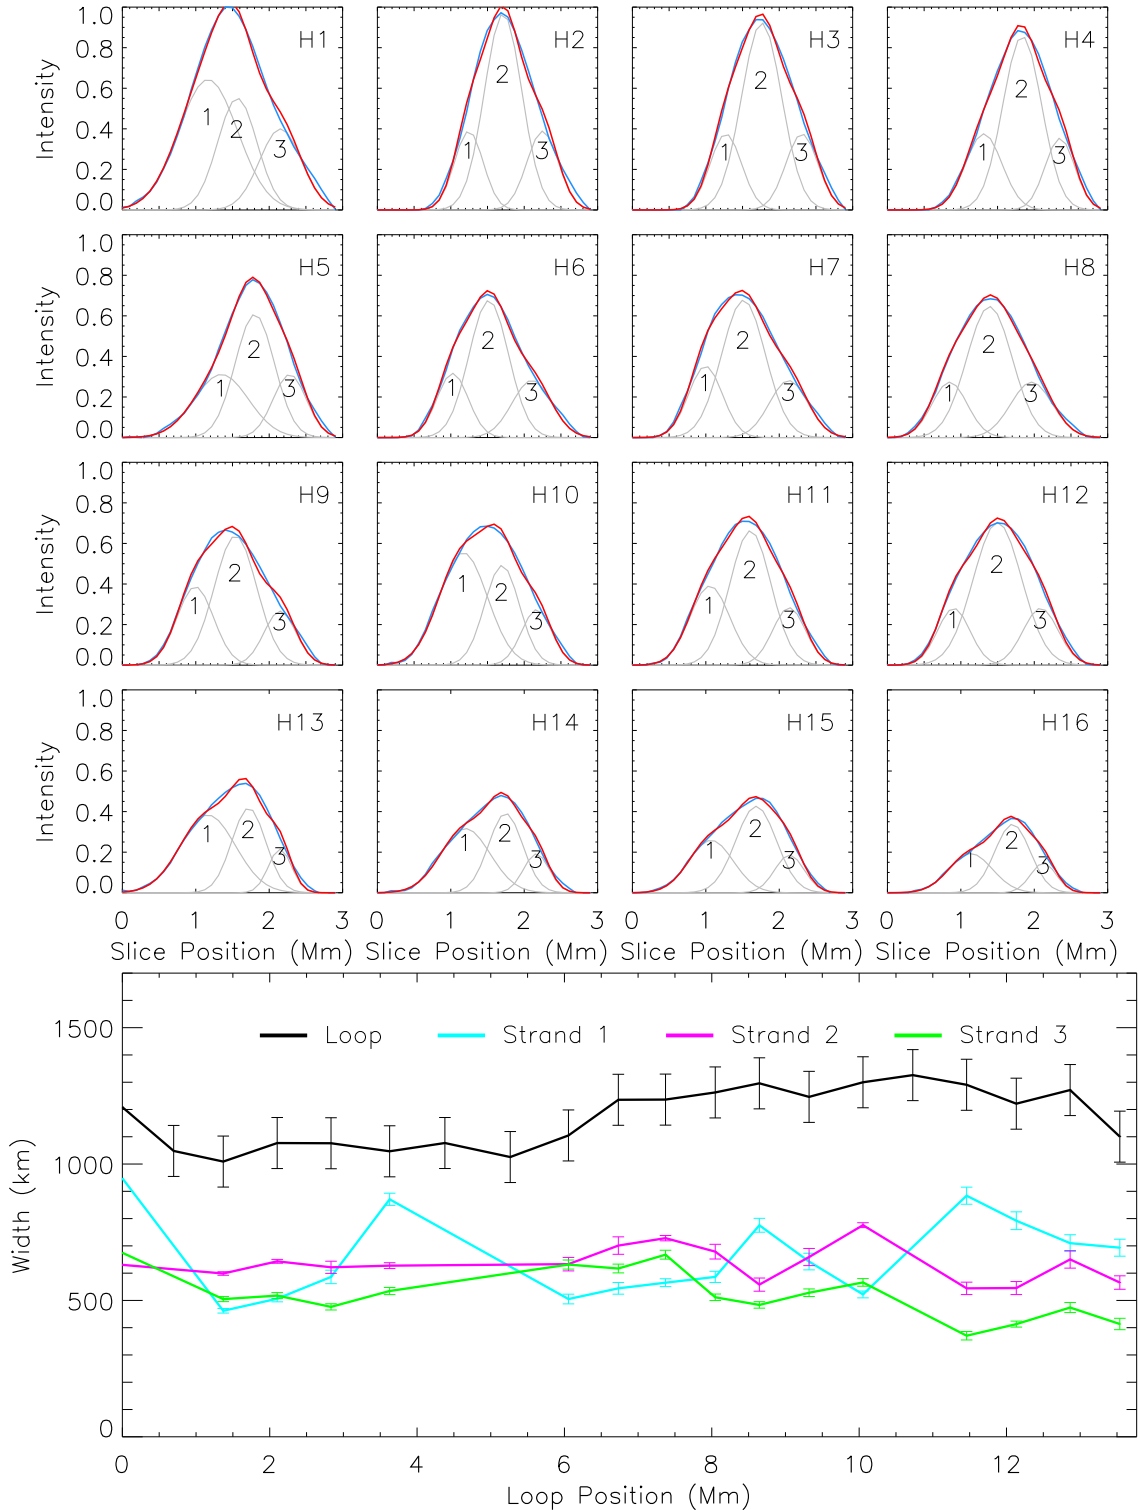 1.0 H1 H2 H3 H4
0.8
Intensity
0.6 1 2 3 1 2 3 1 2 3 1 2 3
0.4
0.2
0.0
1.0 H5 H6 H7 H8
0.8
Intensity
0.6 1 2 3 1 2 3 1 2 3 1 2 3
0.4
0.2
0.0
1.0 H9 H10 H11 H12
0.8
Intensity
0.6 1 2 3 1 2 3 1 2 3 1 2 3
0.4
0.2
0.0
1.0 H13 H14 H15 H16
0.8
Intensity
0.6 1 2 3 1 2 3 1 2 3 1 2 3
0.4
0.2
0.0
0 1 2 3 0 1 2 3 0 1 2 3 0 1 2 3
Slice Position (Mm) Slice Position (Mm) Slice Position (Mm) Slice Position (Mm)
1500 Loop Strand 1 Strand 2 Strand 3
1000
Width (km)
500
0
0 2 4 6 8 10 12
Loop Position (Mm)